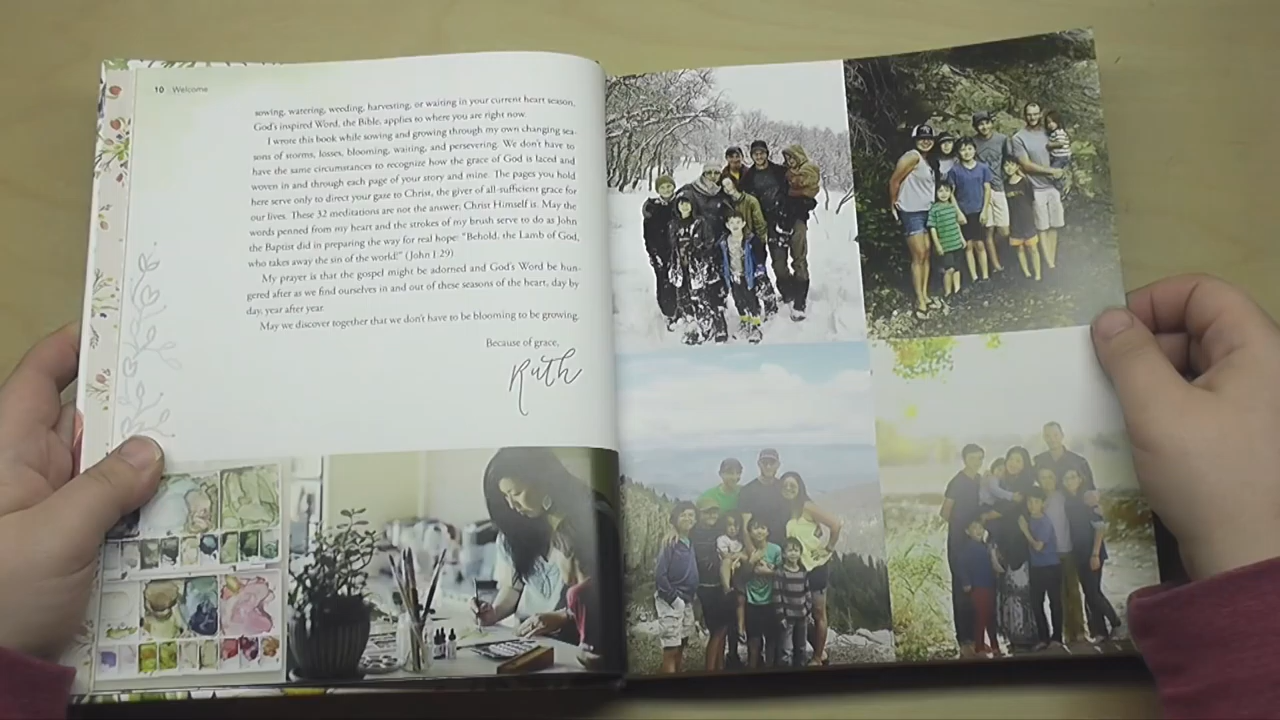 10 Welcome
sowing, watering, weeding, harvesting, or waiting in your current heart season,
God's inspired Word, the Bible, applies to where you are right now.
I wrote this book while sowing and growing through my own changing sea-
sons of storms, losses, blooming, waiting, and persevering. We don't have to
have the same circumstances to recognize how the grace of God is laced and
woven in and through each page of your story and mine. The pages you hold
here serve only to direct your gaze to Christ, the giver of all-sufficient grace for
our lives. These 32 meditations are not the answer; Christ Himself is. May the
words penned from my heart and the strokes of my brush serve to do as John
the Baptist did in preparing the way for real hope: "Behold, the Lamb of God,
who takes away the sin of the world!" (John 1:29)
My prayer is that the gospel might be adorned and God's Word be hun-
gered after as we find ourselves in and out of these seasons of the heart, day by
day, year after year.
May we discover together that we don't have to be blooming to be growing.
Because of grace,
Ruth